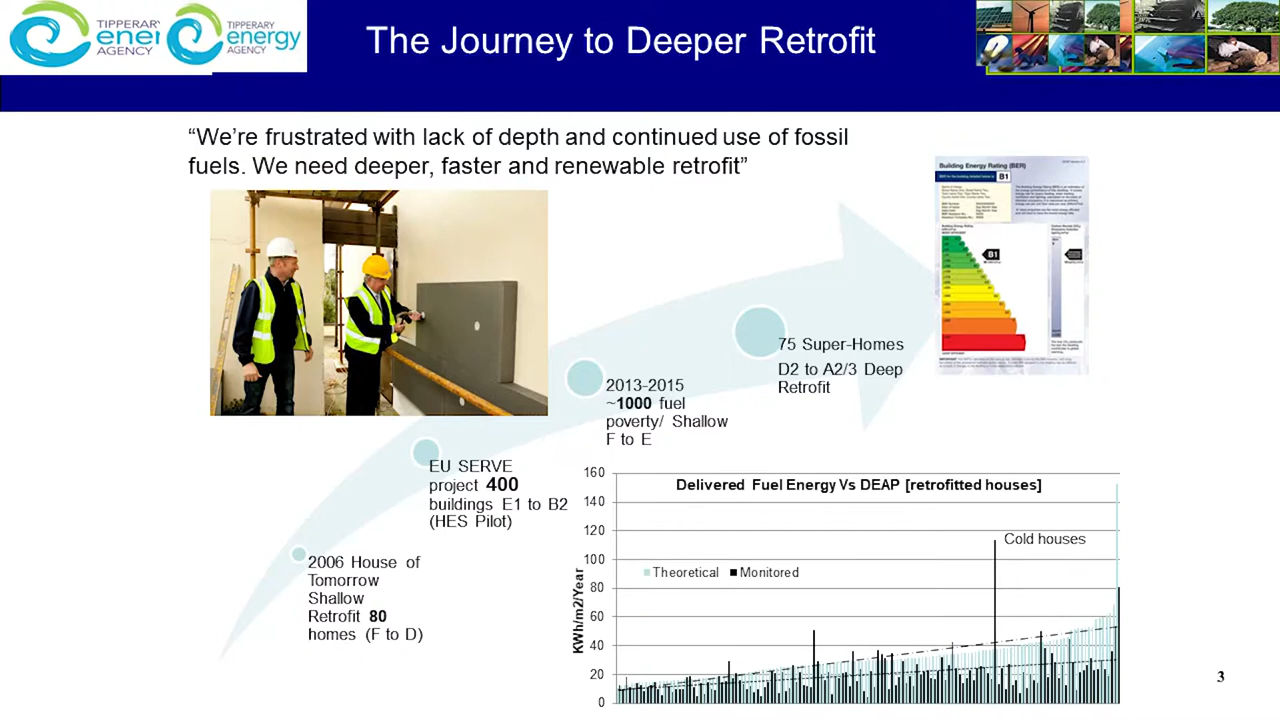 TIPPERARY
energy
AGENCY
TIPPERARY
energy
AGENCY
The Journey to Deeper Retrofit
“We’re frustrated with lack of depth and continued use of fossil
fuels. We need deeper, faster and renewable retrofit”
Building Energy Rating (BER)
B1
B1
75 Super-Homes
D2 to A2/3 Deep
Retrofit
2013-2015
~1000 fuel
poverty/ Shallow
F to E
EU SERVE
project 400
buildings E1 to B2
(HES Pilot)
2006 House of
Tomorrow
Shallow
Retrofit 80
homes (F to D)
Delivered Fuel Energy Vs DEAP [retrofitted houses]
Cold houses
Theoretical Monitored
KWh/m2/Year
160
140
120
100
80
60
40
20
0
3